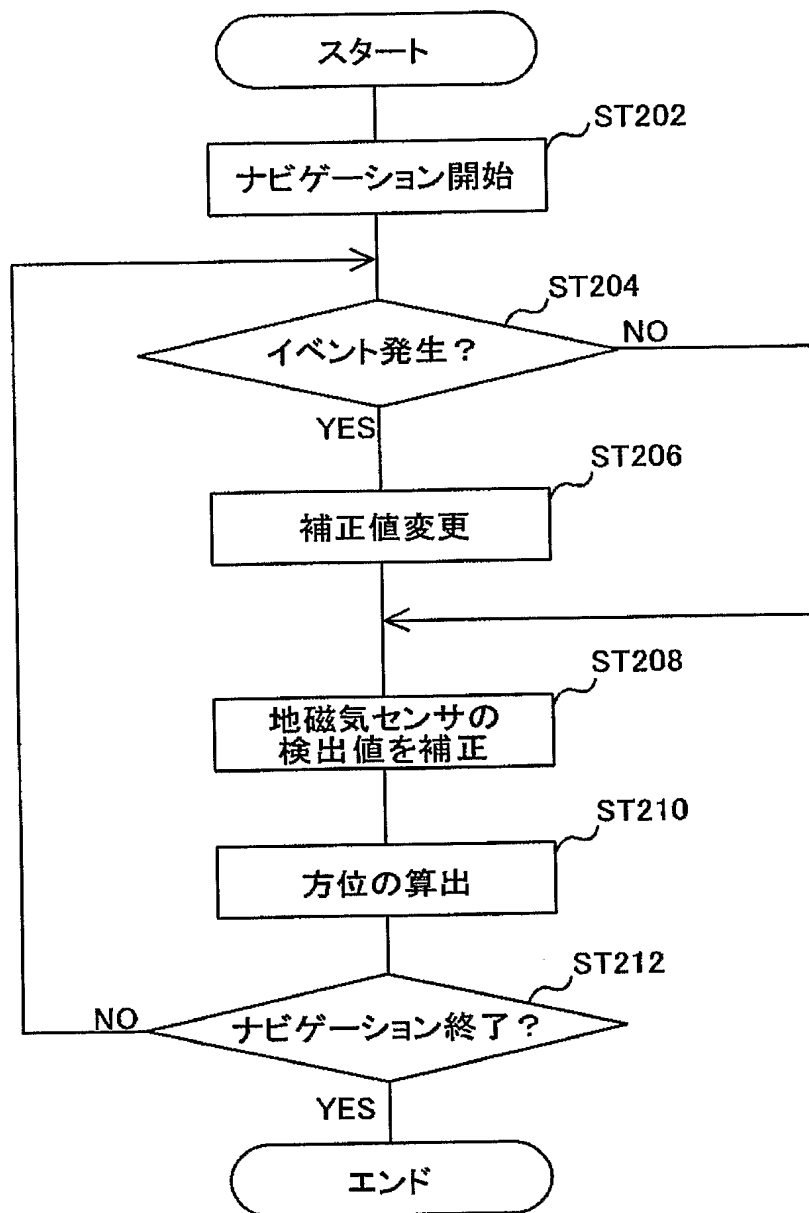 スタート
ST202
ナビゲーション開始
ST204
イベント発生？
NO
YES
ST206
補正値変更
ST208
地磁気センサの
検出値を補正
ST210
方位の算出
ST212
ナビゲーション終了？
NO
YES
エンド